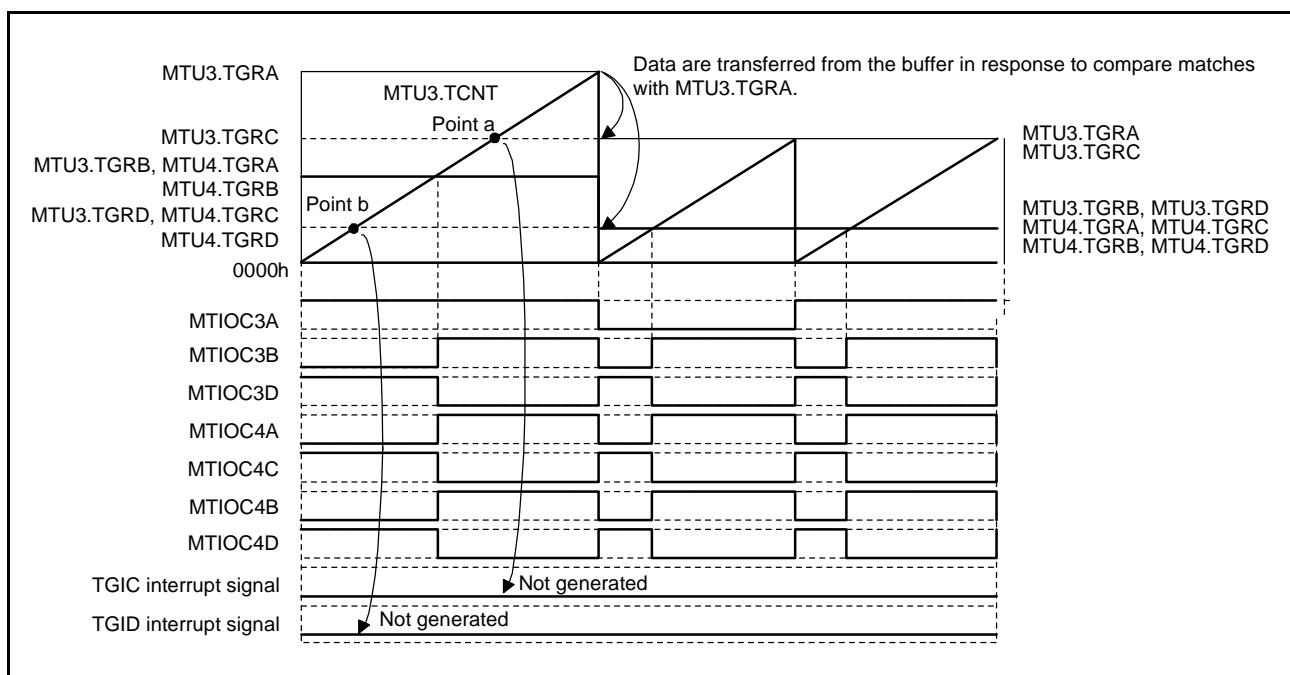 MTU3.TGRA
Data are transferred from the buffer in response to compare matches
with MTU3.TGRA.
MTU3.TCNT
Point a
MTU3.TGRC
MTU3.TGRA
MTU3.TGRC
MTU3.TGRB, MTU4.TGRA
MTU4.TGRB
Point b
MTU3.TGRD, MTU4.TGRC
MTU4.TGRD
MTU3.TGRB, MTU3.TGRD
MTU4.TGRA, MTU4.TGRC
MTU4.TGRB, MTU4.TGRD
0000h
MTIOC3A
MTIOC3B
MTIOC3D
MTIOC4A
MTIOC4C
MTIOC4B
MTIOC4D
TGIC interrupt signal
Not generated
TGID interrupt signal
Not generated